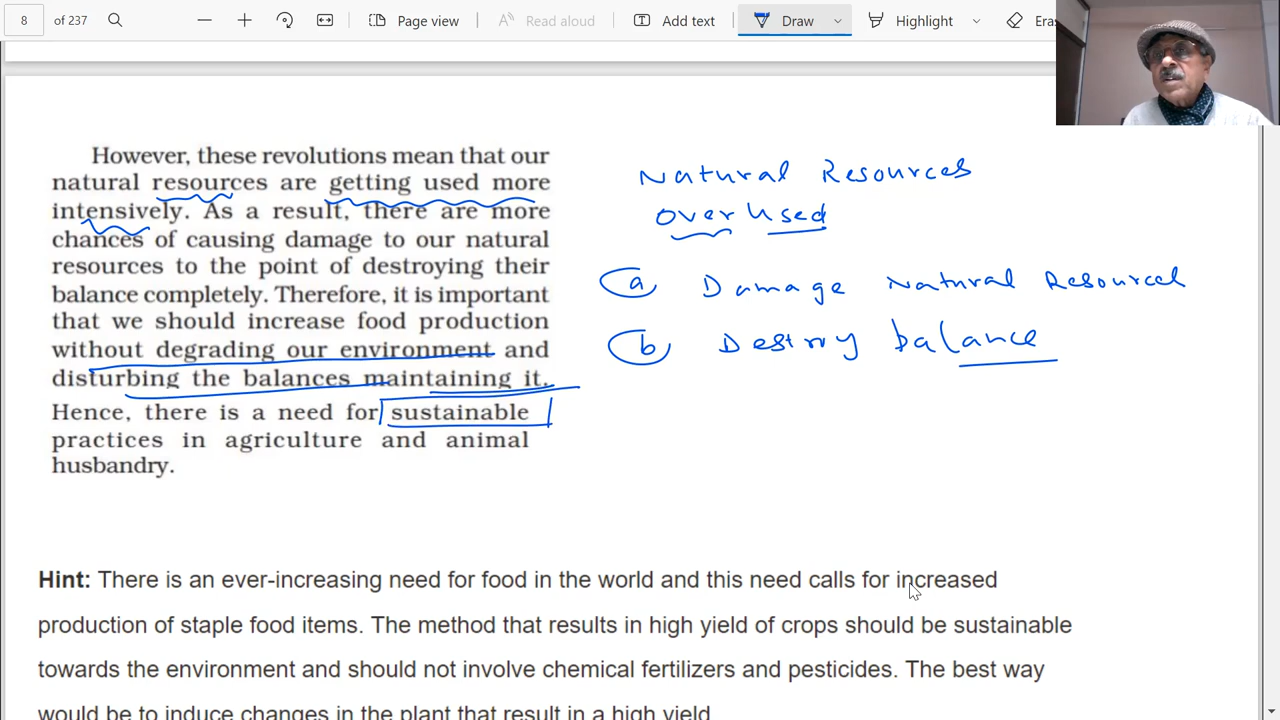 8 of 237 Page view Read aloud Add text Draw Highlight
However, these revolutions mean that our
natural resources are getting used more
intensively. As a result, there are more
chances of causing damage to our natural
resources to the point of destroying their
balance completely. Therefore, it is important
that we should increase food production
without degrading our environment and
disturbing the balances maintaining it.
Hence, there is a need for sustainable
practices in agriculture and animal
husbandry.
Natural Resources
over used
a Damage Natural Resources
b Destroy balance
Hint: There is an ever-increasing need for food in the world and this need calls for increased
production of staple food items. The method that results in high yield of crops should be sustainable
towards the environment and should not involve chemical fertilizers and pesticides. The best way
would be to induce changes in the plant that result in a high yield